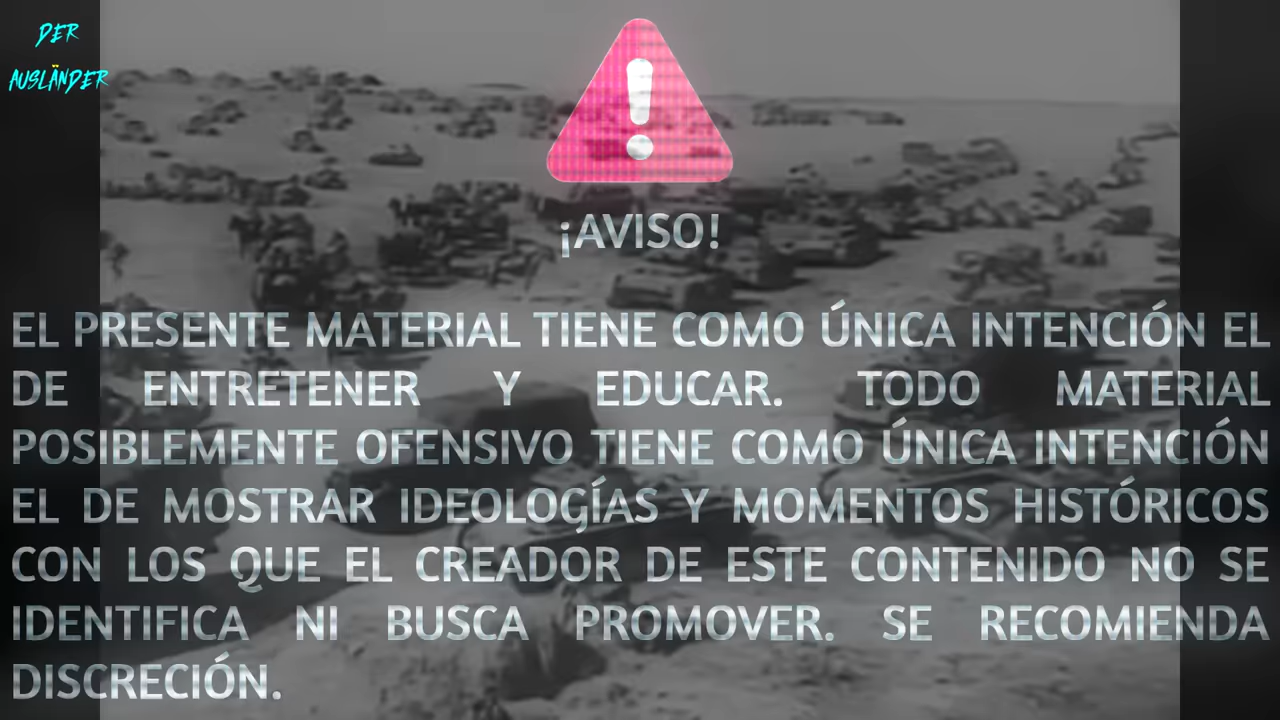 DER
AUSLÄNDER
¡AVISO!
EL PRESENTE MATERIAL TIENE COMO ÚNICA INTENCIÓN EL
DE ENTRETENER Y EDUCAR. TODO MATERIAL
POSIBLEMENTE OFENSIVO TIENE COMO ÚNICA INTENCIÓN
EL DE MOSTRAR IDEOLOGÍAS Y MOMENTOS HISTÓRICOS
CON LOS QUE EL CREADOR DE ESTE CONTENIDO NO SE
IDENTIFICA NI BUSCA PROMOVER. SE RECOMIENDA
DISCRECIÓN.